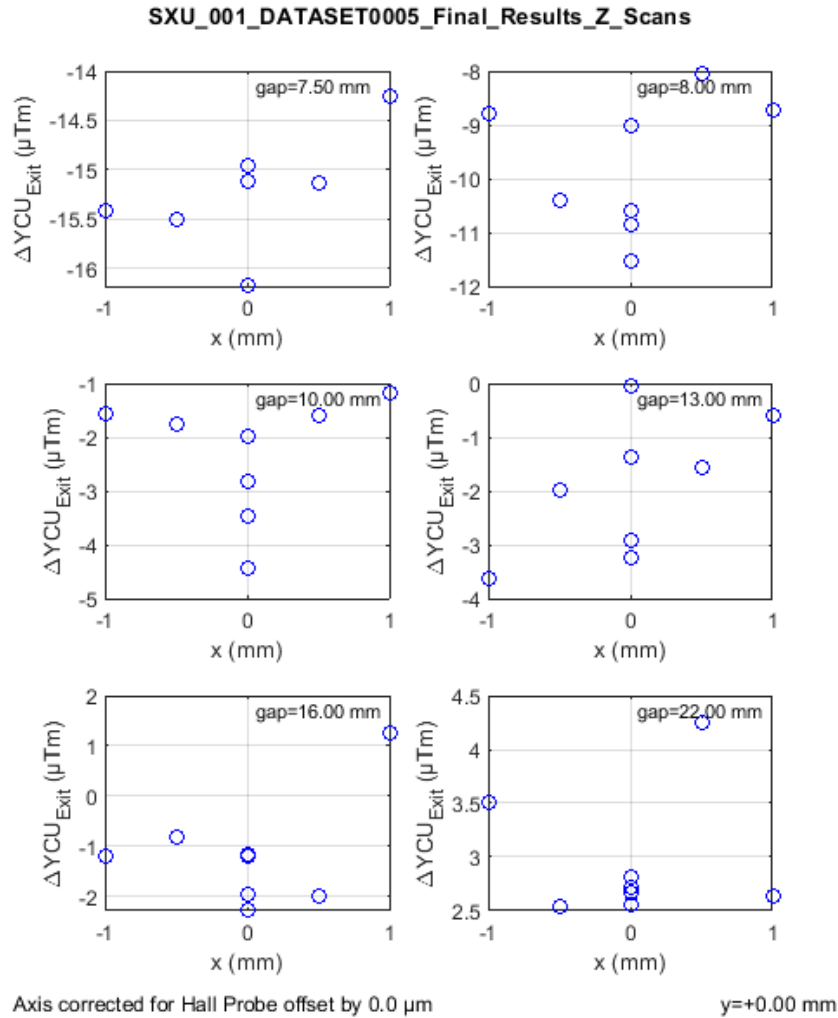 SXU_001_DATASET0005_Final_Results_Z_Scans
gap=7.50 mm
-14
-14.5
-15
-15.5
-16
ΔYCU_Exit (µTm)
-1
0
1
x (mm)
gap=8.00 mm
-8
-9
-10
-11
-12
ΔYCU_Exit (µTm)
-1
0
1
x (mm)
gap=10.00 mm
-1
-2
-3
-4
-5
ΔYCU_Exit (µTm)
-1
0
1
x (mm)
gap=13.00 mm
0
-1
-2
-3
-4
ΔYCU_Exit (µTm)
-1
0
1
x (mm)
gap=16.00 mm
2
1
0
-1
-2
ΔYCU_Exit (µTm)
-1
0
1
x (mm)
gap=22.00 mm
4.5
4
3.5
3
2.5
ΔYCU_Exit (µTm)
-1
0
1
x (mm)
Axis corrected for Hall Probe offset by 0.0 µm
y=+0.00 mm